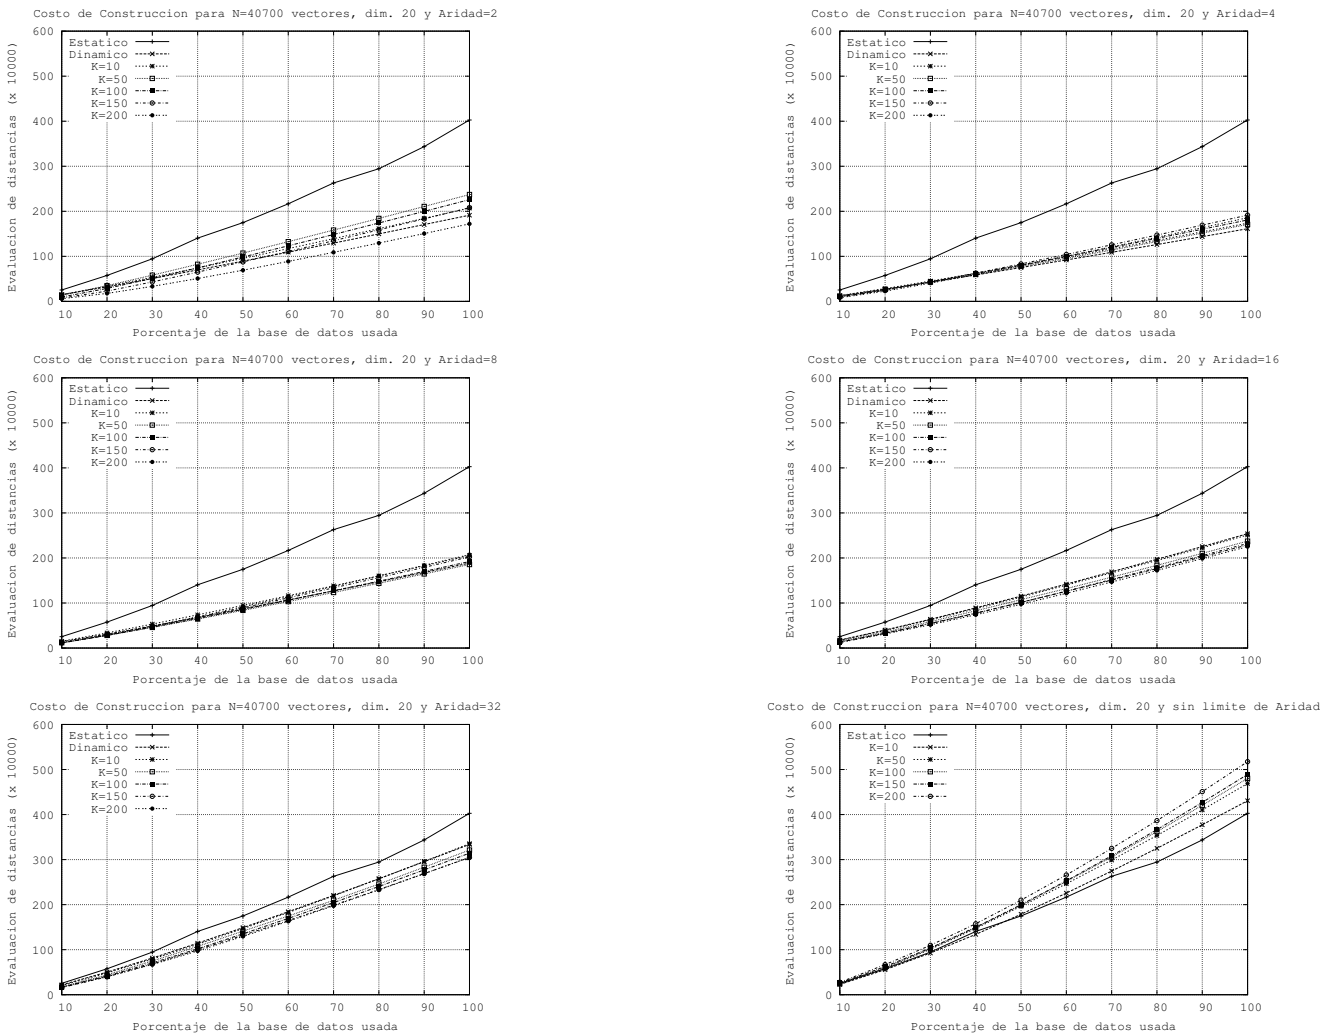 Costo de Construccion para N=40700 vectores, dim. 20 y Aridad=2
Evaluacion de distancias (x 10000)
600
500
400
300
200
100
0
Estatico
Dinamico
K=10
K=50
K=100
K=150
K=200
10 20 30 40 50 60 70 80 90 100
Porcentaje de la base de datos usada
Costo de Construccion para N=40700 vectores, dim. 20 y Aridad=4
Evaluacion de distancias (x 10000)
600
500
400
300
200
100
0
Estatico
Dinamico
K=10
K=50
K=100
K=150
K=200
10 20 30 40 50 60 70 80 90 100
Porcentaje de la base de datos usada
Costo de Construccion para N=40700 vectores, dim. 20 y Aridad=8
Evaluacion de distancias (x 10000)
600
500
400
300
200
100
0
Estatico
Dinamico
K=10
K=50
K=100
K=150
K=200
10 20 30 40 50 60 70 80 90 100
Porcentaje de la base de datos usada
Costo de Construccion para N=40700 vectores, dim. 20 y Aridad=16
Evaluacion de distancias (x 10000)
600
500
400
300
200
100
0
Estatico
Dinamico
K=10
K=50
K=100
K=150
K=200
10 20 30 40 50 60 70 80 90 100
Porcentaje de la base de datos usada
Costo de Construccion para N=40700 vectores, dim. 20 y Aridad=32
Evaluacion de distancias (x 10000)
600
500
400
300
200
100
0
Estatico
Dinamico
K=10
K=50
K=100
K=150
K=200
10 20 30 40 50 60 70 80 90 100
Porcentaje de la base de datos usada
Costo de Construccion para N=40700 vectores, dim. 20 y sin limite de Aridad
Evaluacion de distancias (x 10000)
600
500
400
300
200
100
0
Estatico
K=10
K=50
K=100
K=150
K=200
10 20 30 40 50 60 70 80 90 100
Porcentaje de la base de datos usada